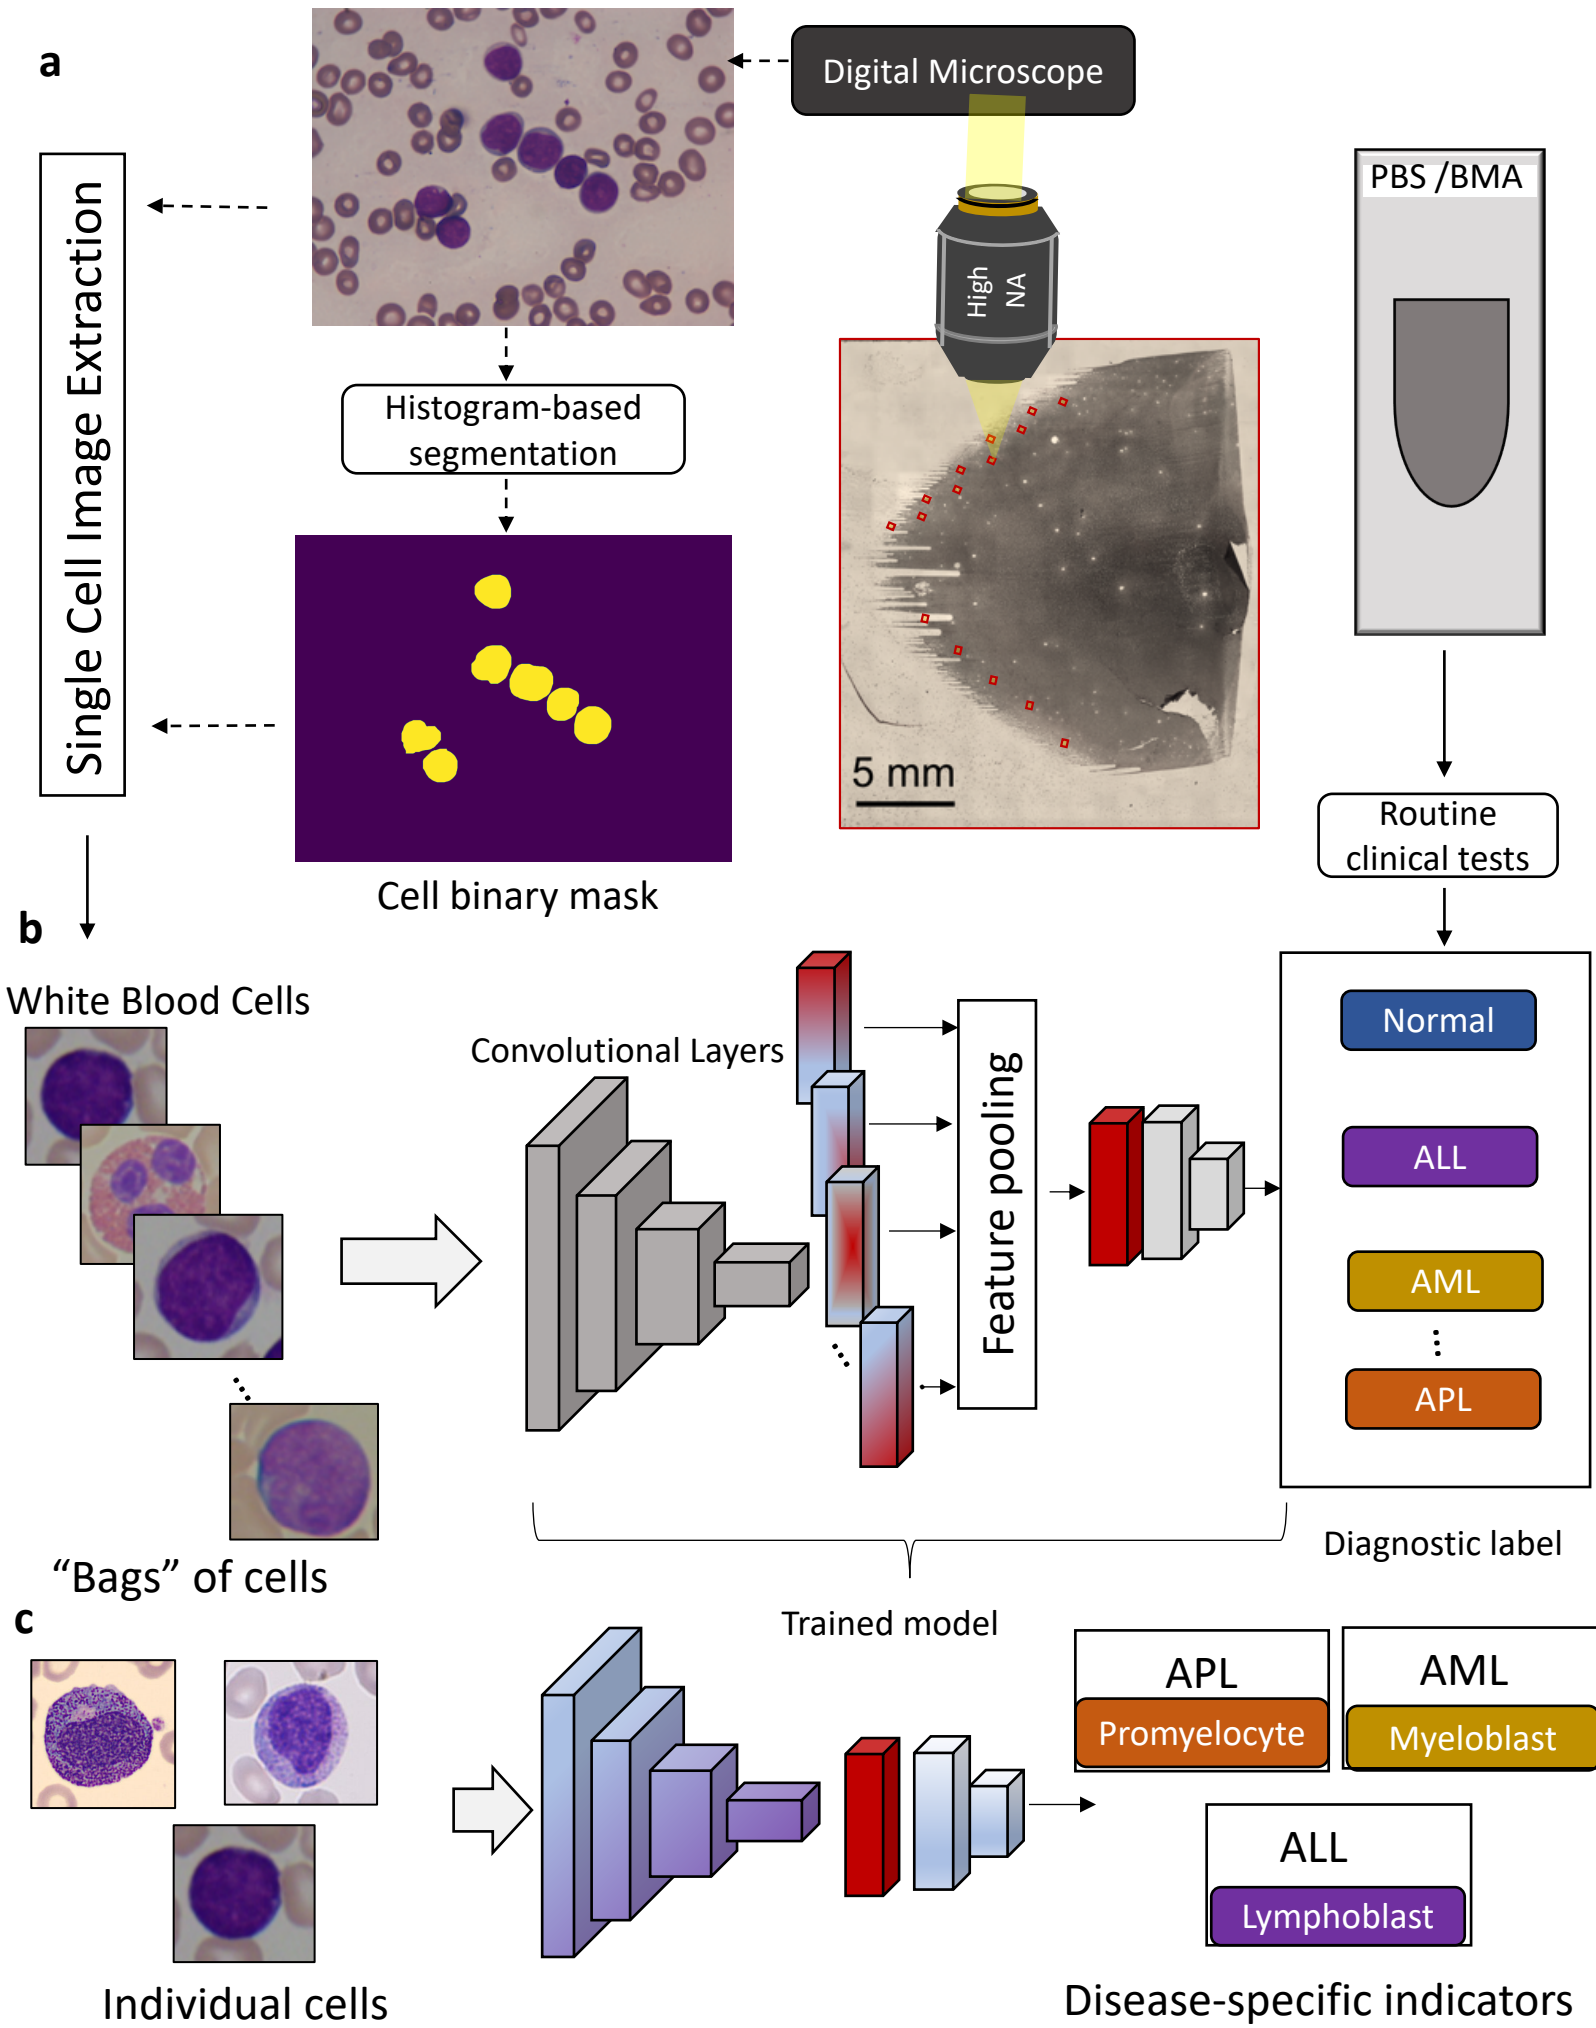 a
Digital Microscope
PBS /BMA
High
NA
Single Cell Image Extraction
Histogram-based
segmentation
5 mm
Routine
clinical tests
Cell binary mask
b
White Blood Cells
Convolutional Layers
Feature pooling
Normal
ALL
AML
APL
Diagnostic label
“Bags” of cells
c
Trained model
APL
Promyelocyte
AML
Myeloblast
ALL
Lymphoblast
Individual cells
Disease-specific indicators